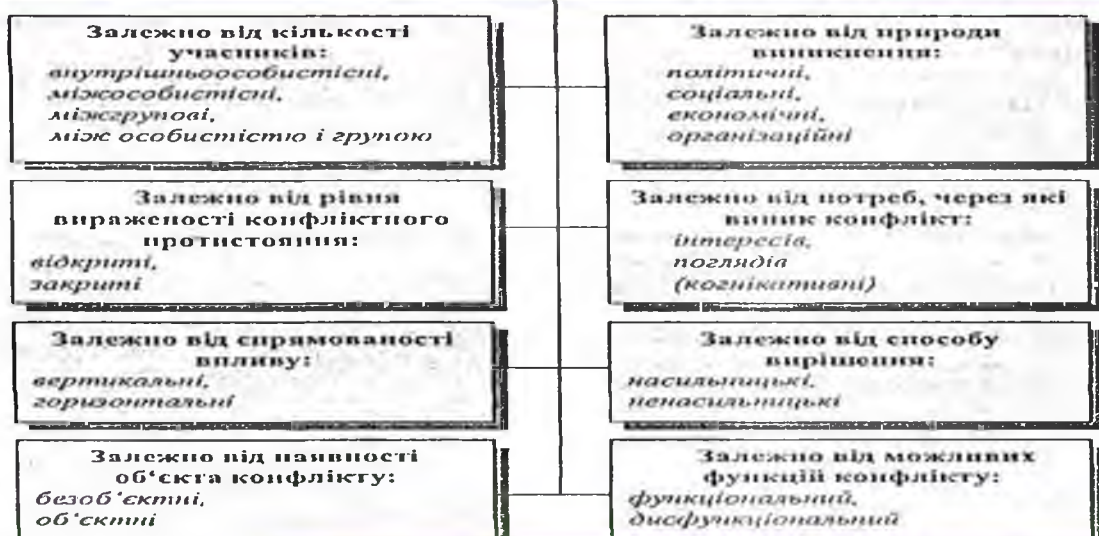 Залежно від кількості
учасників:
внутрішньоособистісні,
міжособистісні,
міжгрупові,
між особистістю і групою
Залежно від природи
виникнення:
політичні,
соціальні,
економічні,
організаційні
Залежно від рівня
вираженості конфліктного
протистояння:
відкриті,
закриті
Залежно від потреб, через які
виник конфлікт:
інтересів,
поглядів
(когнікативні)
Залежно від спрямованості
впливу:
вертикальні,
горизонтальні
Залежно від способу
вирішення:
насильницькі,
ненасильницькі
Залежно від наявності
об‘єкта конфлікту:
безоб‘єктні,
об‘єктні
Залежно від можливих
функцій конфлікту:
функціональний,
дисфункціональний